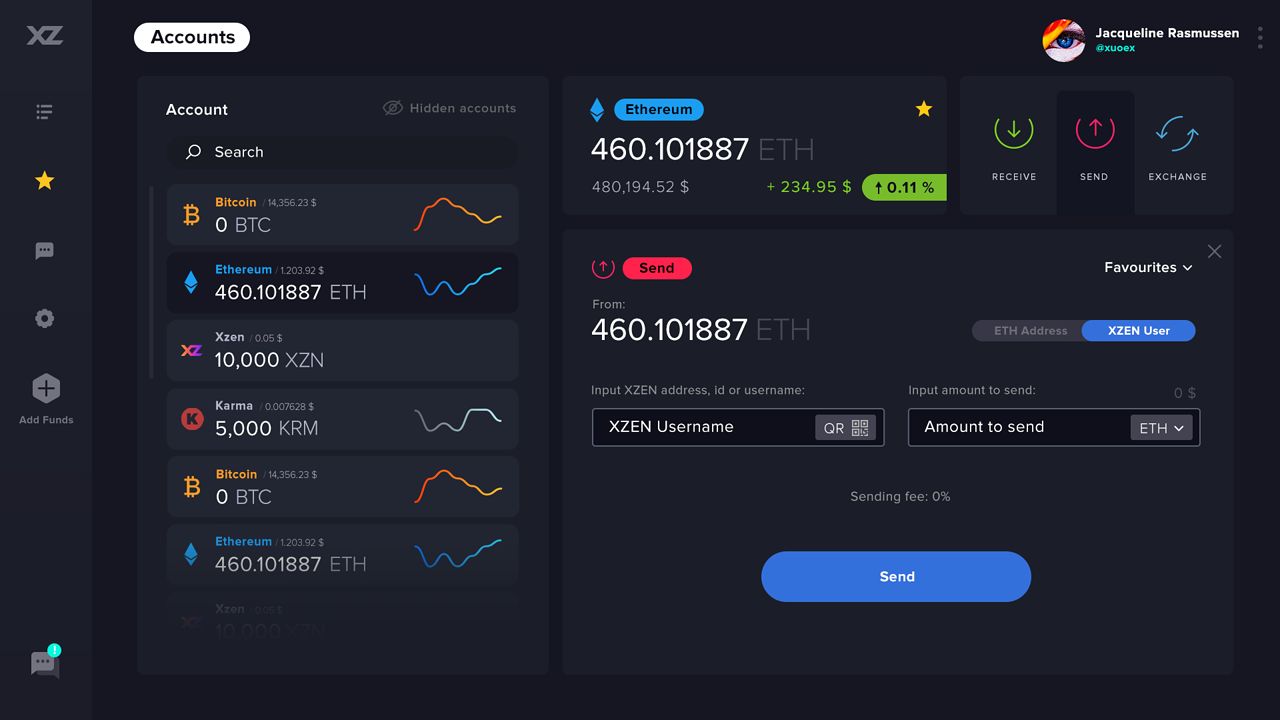 XZ
Accounts
Jacqueline Rasmussen
@xuoex
Add Funds
!
Account
Hidden accounts
Search
Bitcoin / 14,356.23 $
0 BTC
Ethereum / 1.203.92 $
460.101887 ETH
XZ
Xzen / 0.05 $
10,000 XZN
K
Karma / 0.007628 $
5,000 KRM
Bitcoin / 14,356.23 $
0 BTC
Ethereum / 1.203.92 $
460.101887 ETH
XZ
Xzen / 0.05 $
10,000 XZN
Ethereum
460.101887 ETH
480,194.52 $ + 234.95 $ 0.11 %
RECEIVE
SEND
EXCHANGE
Send
Favourites
From:
460.101887 ETH
ETH Address XZEN User
Input XZEN address, id or username:
XZEN Username QR
Input amount to send: 0 $
Amount to send ETH
Sending fee: 0%
Send